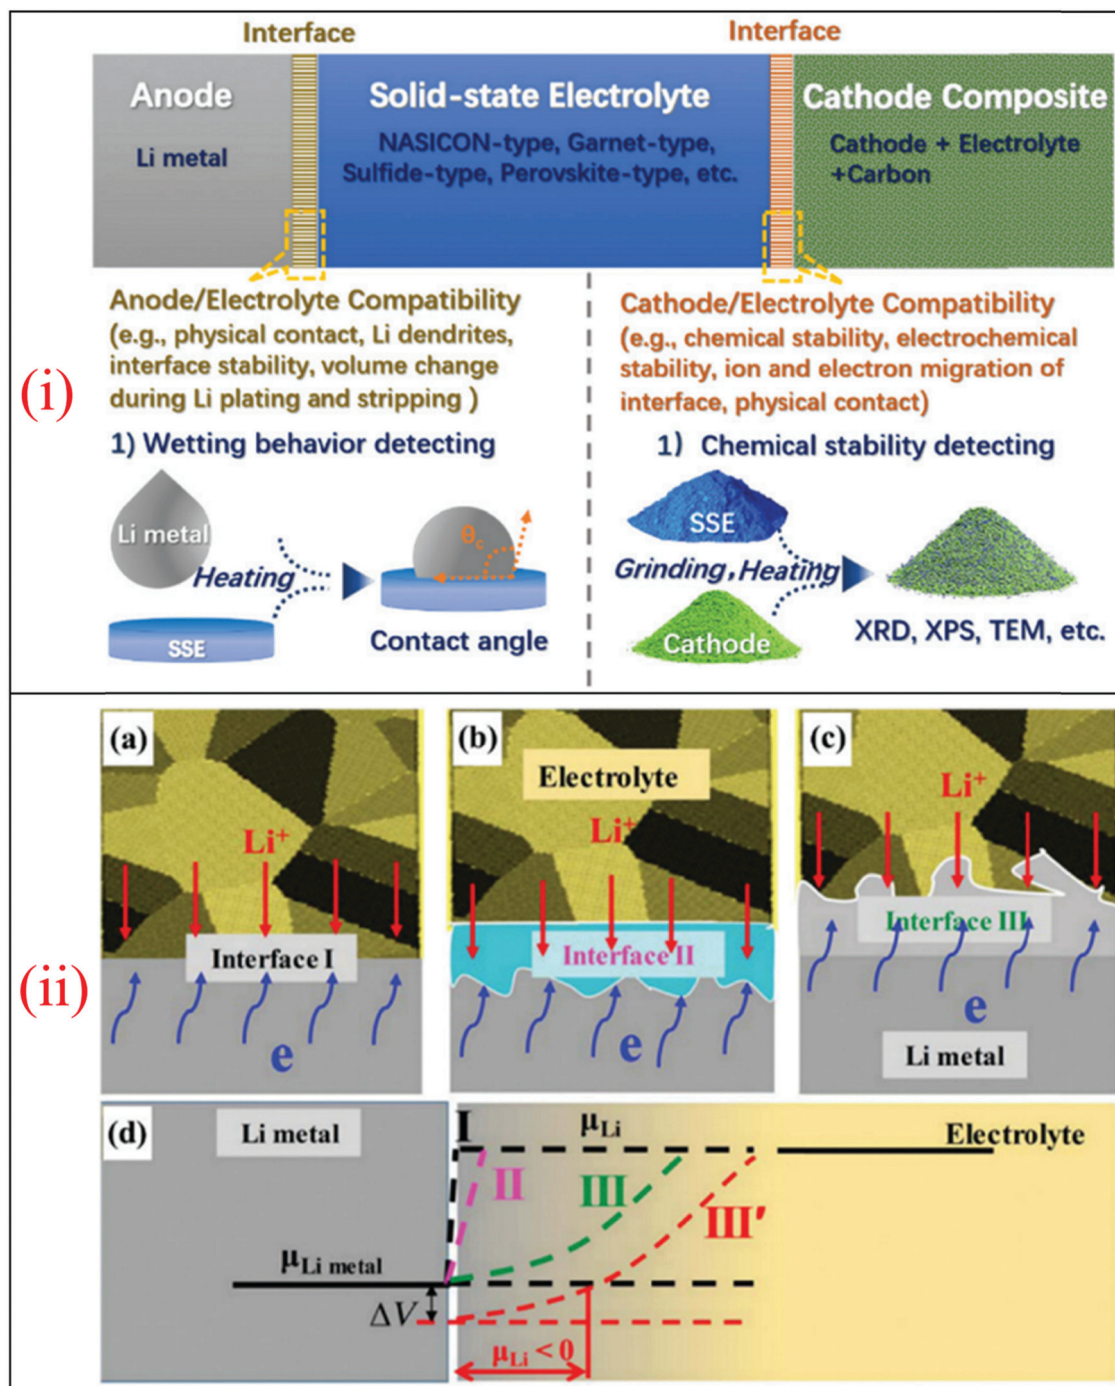 Interface
Interface
Anode
Li metal
Solid-state Electrolyte
NASICON-type, Garnet-type,
Sulfide-type, Perovskite-type, etc.
Cathode Composite
Cathode + Electrolyte
+Carbon
(i)
Anode/Electrolyte Compatibility
(e.g., physical contact, Li dendrites,
interface stability, volume change
during Li plating and stripping )
1) Wetting behavior detecting
Li metal
Heating
SSE
θc
Contact angle
Cathode/Electrolyte Compatibility
(e.g., chemical stability, electrochemical
stability, ion and electron migration of
interface, physical contact)
1) Chemical stability detecting
SSE
Grinding,Heating
Cathode
XRD, XPS, TEM, etc.
(ii)
(a)
Li⁺
Interface I
e
(b)
Electrolyte
Li⁺
Interface II
e
(c)
Li⁺
Interface III
e
Li metal
(d)
Li metal
I
μLi
Electrolyte
II
III
III′
μLi metal
ΔV
μLi < 0